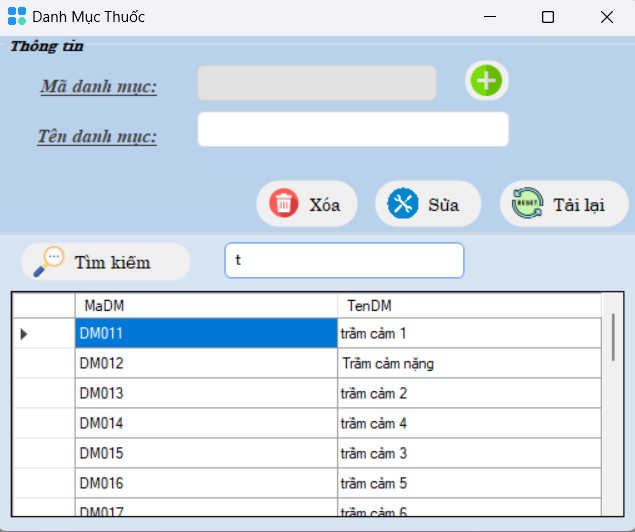 Danh Mục Thuốc
Thông tin
Mã danh mục:
Tên danh mục:
Xóa Sửa RESET Tải lại
Tìm kiếm t
MaDM TenDM
DM011 trầm cảm 1
DM012 Trầm cảm nặng
DM013 trầm cảm 2
DM014 trầm cảm 4
DM015 trầm cảm 3
DM016 trầm cảm 5
DM017 trầm cảm 6